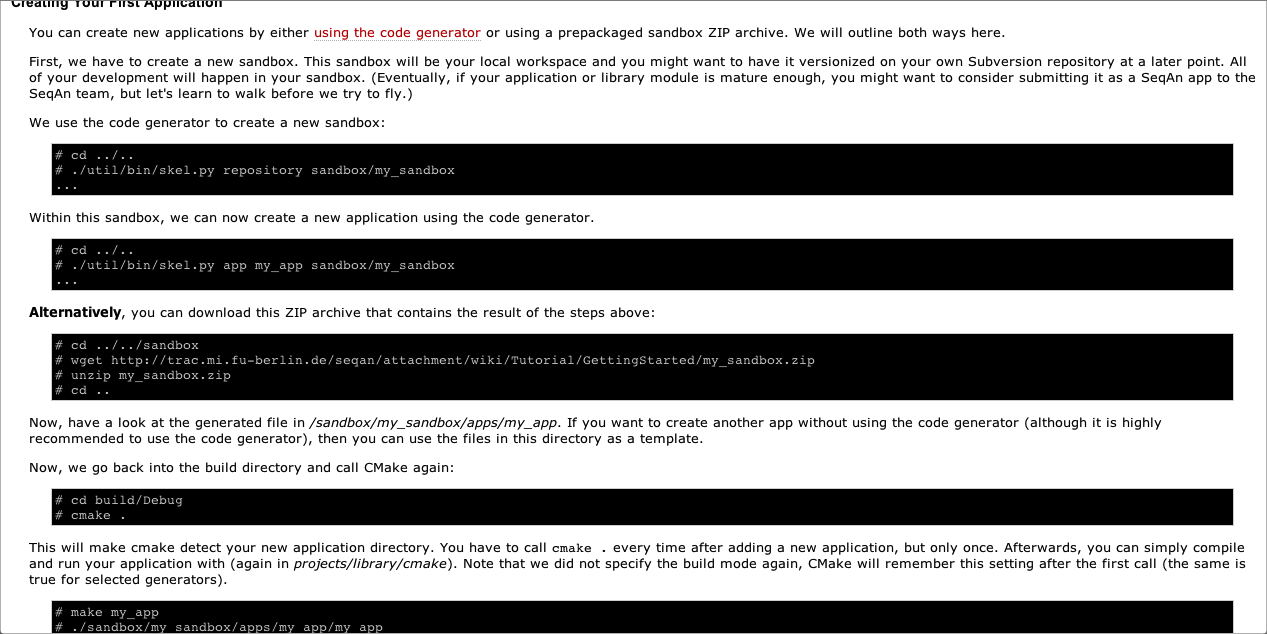 Creating Your First Application
You can create new applications by either using the code generator or using a prepackaged sandbox ZIP archive. We will outline both ways here.
First, we have to create a new sandbox. This sandbox will be your local workspace and you might want to have it versionized on your own Subversion repository at a later point. All
of your development will happen in your sandbox. (Eventually, if your application or library module is mature enough, you might want to consider submitting it as a SeqAn app to the
SeqAn team, but let's learn to walk before we try to fly.)
We use the code generator to create a new sandbox:
# cd ../..
# ./util/bin/skel.py repository sandbox/my_sandbox
...
Within this sandbox, we can now create a new application using the code generator.
# cd ../..
# ./util/bin/skel.py app my_app sandbox/my_sandbox
...
Alternatively, you can download this ZIP archive that contains the result of the steps above:
# cd ../../sandbox
# wget http://trac.mi.fu-berlin.de/seqan/attachment/wiki/Tutorial/GettingStarted/my_sandbox.zip
# unzip my_sandbox.zip
# cd ..
Now, have a look at the generated file in /sandbox/my_sandbox/apps/my_app. If you want to create another app without using the code generator (although it is highly
recommended to use the code generator), then you can use the files in this directory as a template.
Now, we go back into the build directory and call CMake again:
# cd build/Debug
# cmake .
This will make cmake detect your new application directory. You have to call cmake . every time after adding a new application, but only once. Afterwards, you can simply compile
and run your application with (again in projects/library/cmake). Note that we did not specify the build mode again, CMake will remember this setting after the first call (the same is
true for selected generators).
# make my_app
# ./sandbox/my_sandbox/apps/my_app/my_app